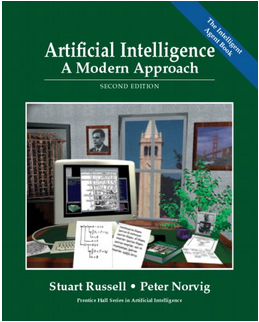 The Intelligent
Agent Book
Artificial Intelligence
A Modern Approach
SECOND EDITION
Stuart Russell • Peter Norvig
Prentice Hall Series in Artificial Intelligence